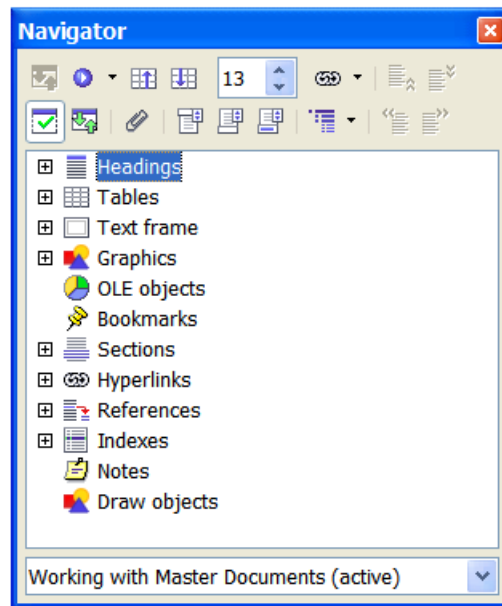 Navigator
13
Headings
Tables
Text frame
Graphics
OLE objects
Bookmarks
Sections
Hyperlinks
References
Indexes
Notes
Draw objects
Working with Master Documents (active)